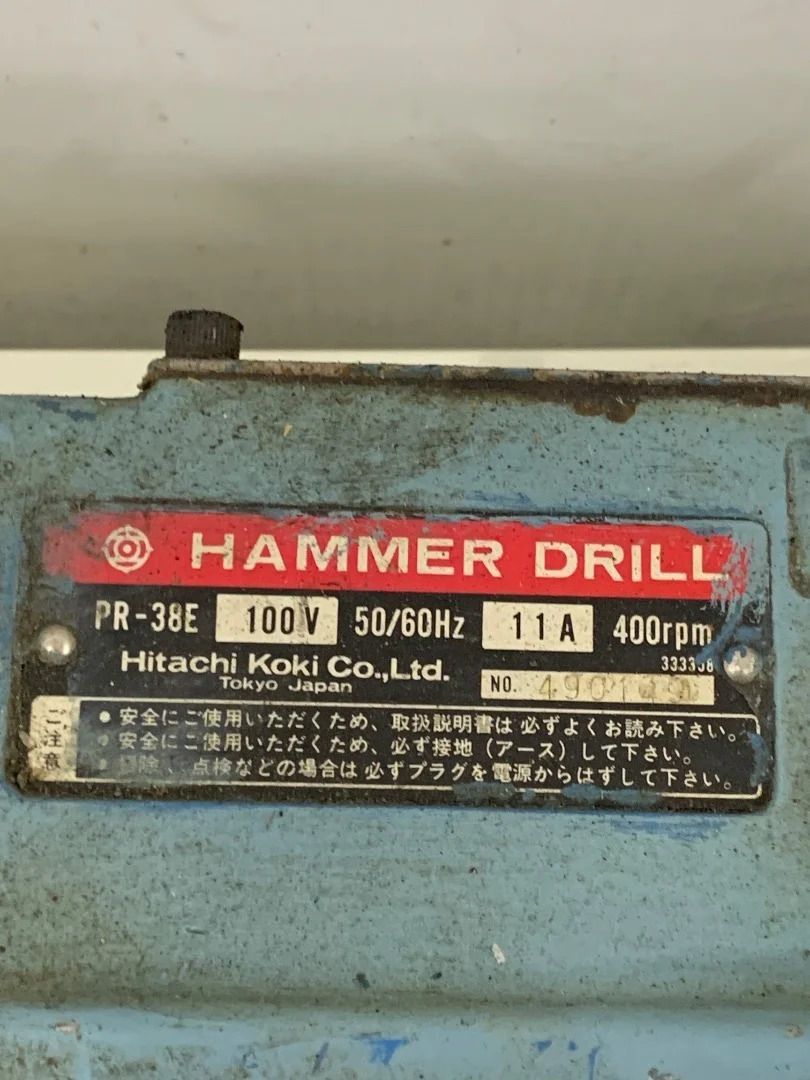 HAMMER DRILL
PR-38E 100V 50/60Hz 11A 400rpm
Hitachi Koki Co.,Ltd.
Tokyo Japan
NO.
ご注意
● 安全にご使用いただくため、取扱説明書は必ずよくお読み下さい。
● 安全にご使用いただくため、必ず接地（アース）して下さい。
点検などの場合は必ずプラグを電源からはずして下さい。